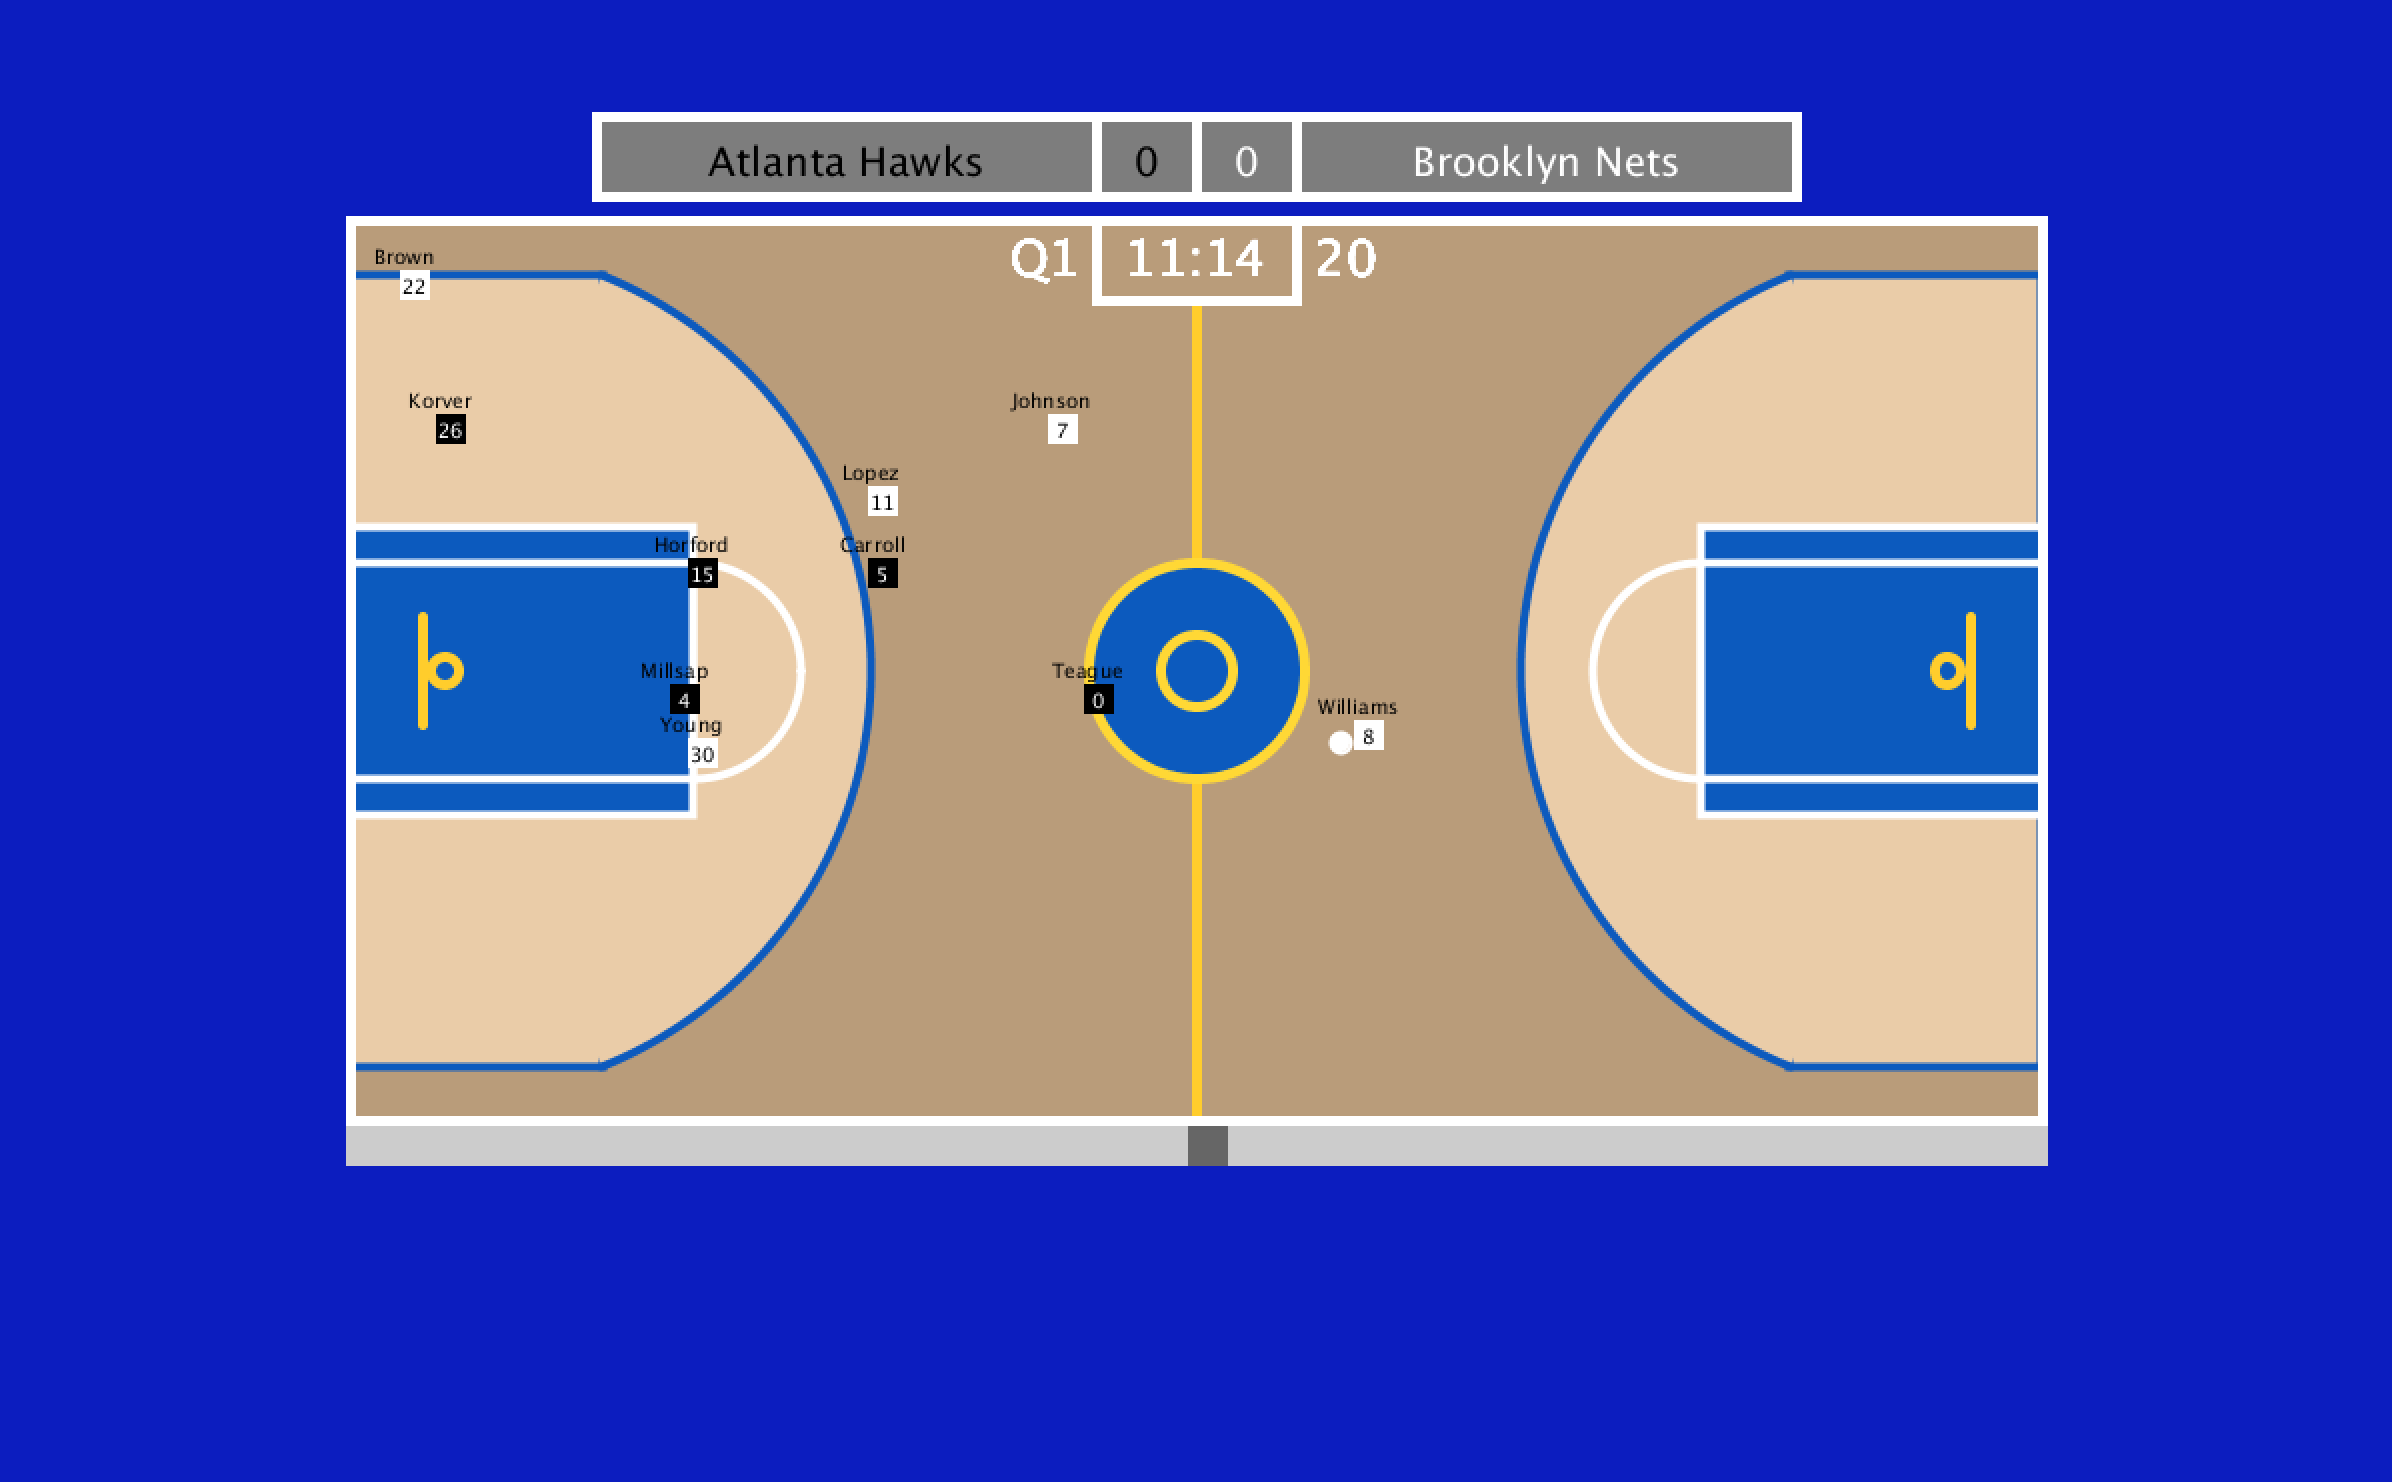 Atlanta Hawks 0 0 Brooklyn Nets
Q1 11:14 20
Brown
22
Korver
26
Johnson
7
Lopez
11
Horford
15
Carroll
5
Millsap
4
Teague
0
Williams
8
Young
30